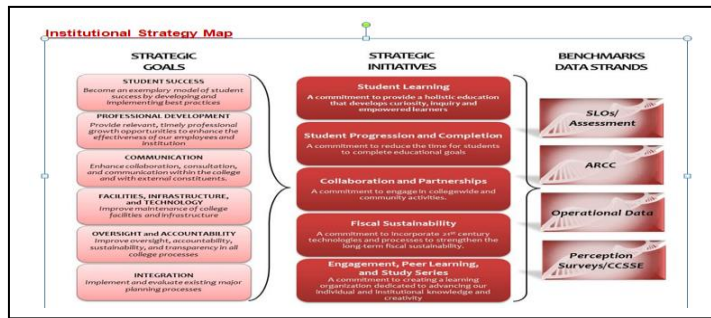 Institutional Strategy Map
STRATEGIC
GOALS
STUDENT SUCCESS
Become an exemplary model of student
success by developing and
implementing best practices
PROFESSIONAL DEVELOPMENT
Provide relevant, timely professional
growth opportunities to enhance the
effectiveness of our employees and
institution
COMMUNICATION
Enhance collaboration, consultation,
and communication within the
college and with external constituents.
FACILITIES, INFRASTRUCTURE,
and TECHNOLOGY
Improve maintenance of college
facilities and infrastructure
OVERSIGHT and ACCOUNTABILITY
Improve oversight, accountability,
sustainability, and transparency in all
college processes
INTEGRATION
Implement and evaluate existing major
planning processes
STRATEGIC
INITIATIVES
Student Learning
A commitment to provide a holistic education
that develops curiosity, inquiry and
empowered learners
Student Progression and Completion
A commitment to reduce the time for students
to complete educational goals
Collaboration and Partnerships
A commitment to engage in collegewide and
community activities.
Fiscal Sustainability
A commitment to incorporate 21st century
technologies and processes to strengthen the
long-term fiscal sustainability.
Engagement, Peer Learning,
and Study Series
A commitment to creating a learning
organization dedicated to advancing our
individual and institutional knowledge and
creativity
BENCHMARKS
DATA STRANDS
SLOs/
Assessment
ARCC
Operational Data
Perception
Surveys/CCSSE